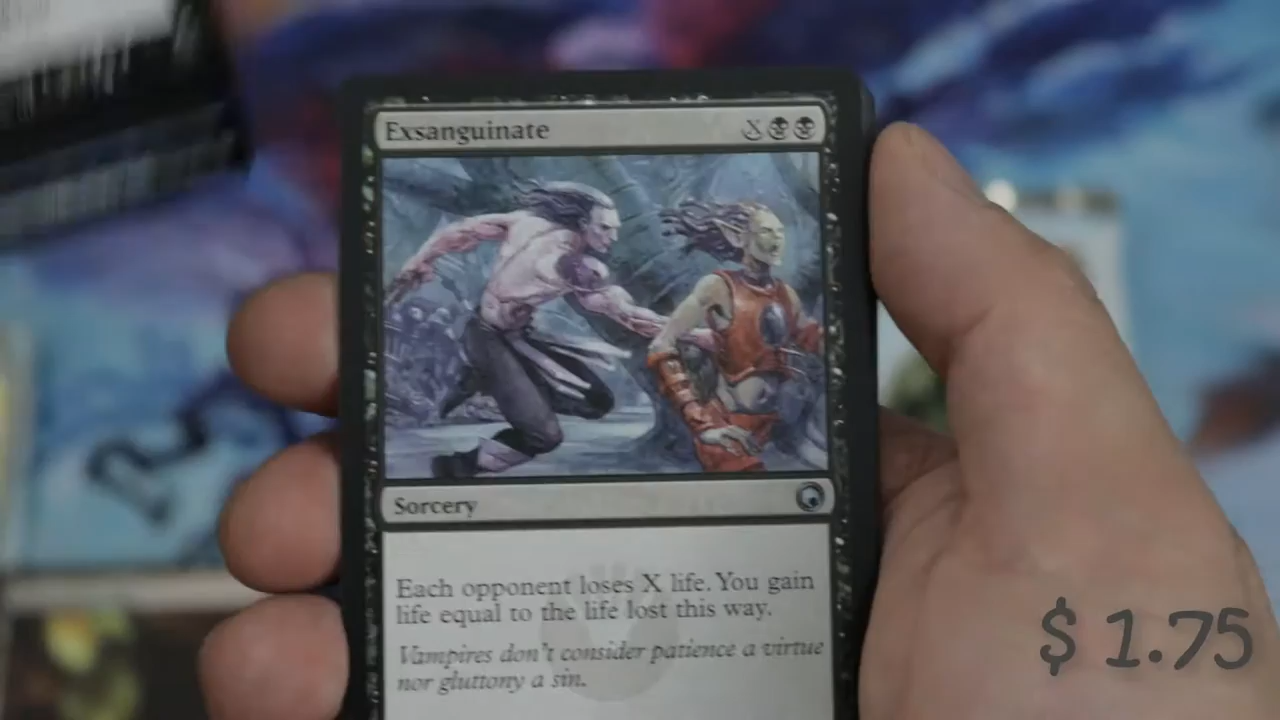 Exsanguinate X
Sorcery
Each opponent loses X life. You gain
life equal to the life lost this way.
Vampires don't consider patience a virtue
nor gluttony a sin.
$ 1.75